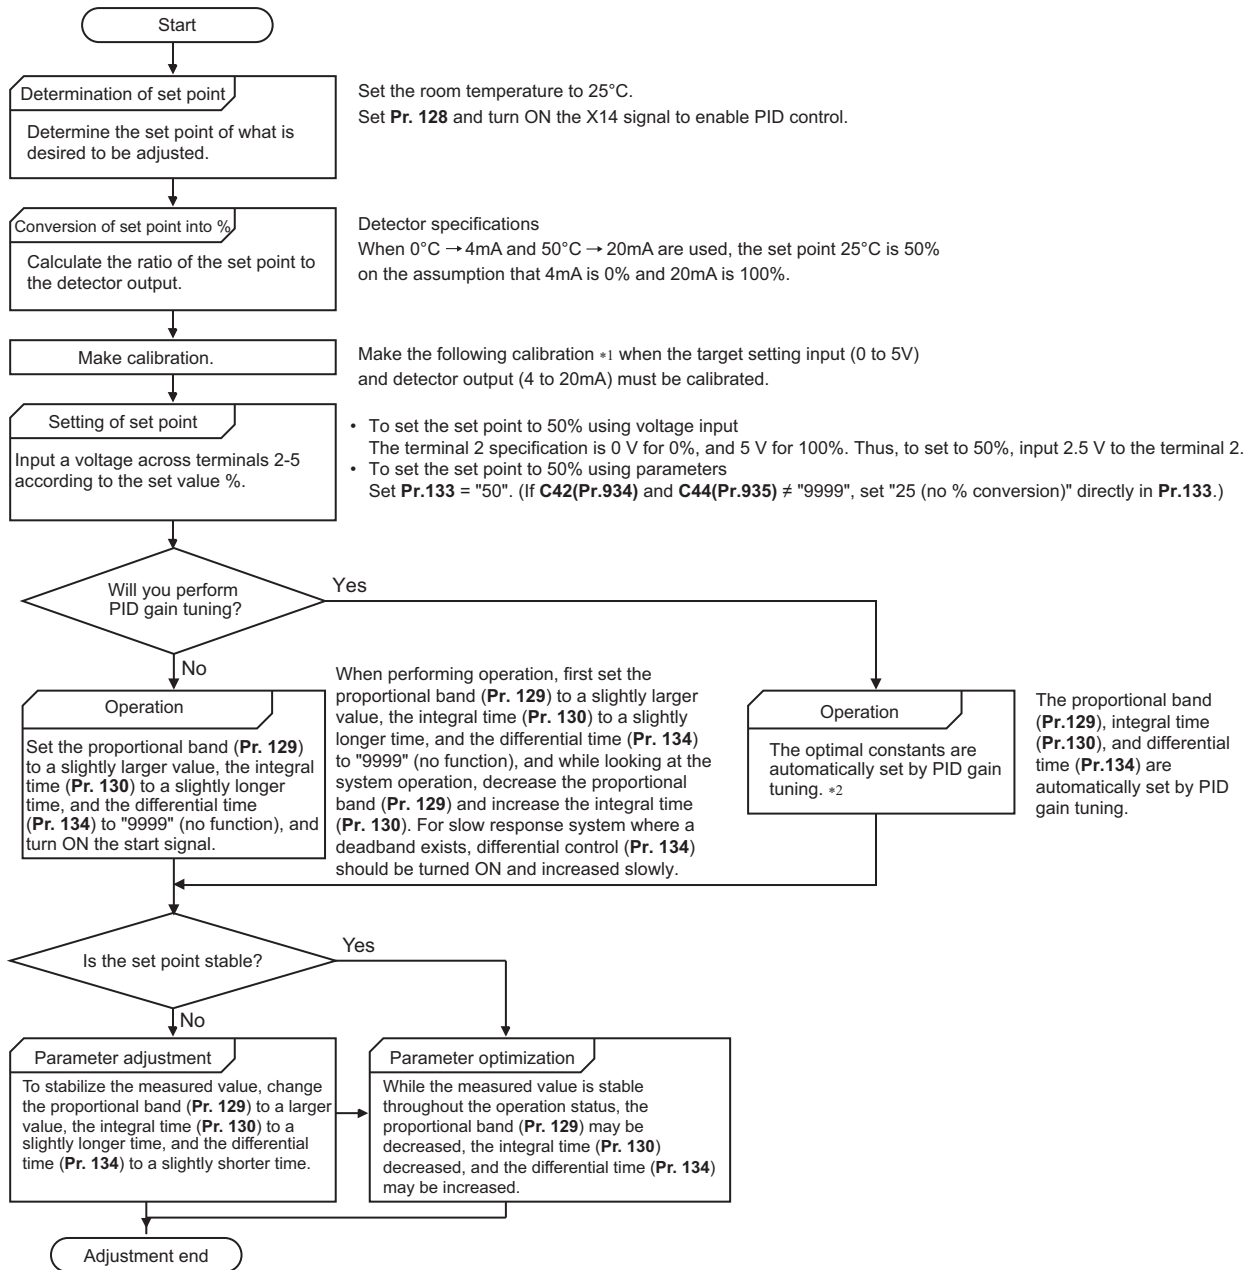 Start
Determination of set point
Determine the set point of what is
desired to be adjusted.
Set the room temperature to 25°C.
Set Pr. 128 and turn ON the X14 signal to enable PID control.
Conversion of set point into %
Calculate the ratio of the set point to
the detector output.
Detector specifications
When 0°C → 4mA and 50°C → 20mA are used, the set point 25°C is 50%
on the assumption that 4mA is 0% and 20mA is 100%.
Make calibration.
Make the following calibration *1 when the target setting input (0 to 5V)
and detector output (4 to 20mA) must be calibrated.
Setting of set point
Input a voltage across terminals 2-5
according to the set value %.
• To set the set point to 50% using voltage input
The terminal 2 specification is 0 V for 0%, and 5 V for 100%. Thus, to set to 50%, input 2.5 V to the terminal 2.
• To set the set point to 50% using parameters
Set Pr.133 = "50". (If C42(Pr.934) and C44(Pr.935) ≠ "9999", set "25 (no % conversion)" directly in Pr.133.)
Will you perform
PID gain tuning?
Yes
No
Operation
Set the proportional band (Pr. 129)
to a slightly larger value, the integral
time (Pr. 130) to a slightly longer
time, and the differential time
(Pr. 134) to "9999" (no function), and
turn ON the start signal.
When performing operation, first set the
proportional band (Pr. 129) to a slightly larger
value, the integral time (Pr. 130) to a slightly
longer time, and the differential time (Pr. 134)
to "9999" (no function), and while looking at the
system operation, decrease the proportional
band (Pr. 129) and increase the integral time
(Pr. 130). For slow response system where a
deadband exists, differential control (Pr. 134)
should be turned ON and increased slowly.
Operation
The optimal constants are
automatically set by PID gain
tuning. *2
The proportional band
(Pr.129), integral time
(Pr.130), and differential
time (Pr.134) are
automatically set by PID
gain tuning.
Is the set point stable?
Yes
No
Parameter adjustment
To stabilize the measured value, change
the proportional band (Pr. 129) to a larger
value, the integral time (Pr. 130) to a
slightly longer time, and the differential
time (Pr. 134) to a slightly shorter time.
Parameter optimization
While the measured value is stable
throughout the operation status, the
proportional band (Pr. 129) may be
decreased, the integral time (Pr. 130)
decreased, and the differential time (Pr. 134)
may be increased.
Adjustment end